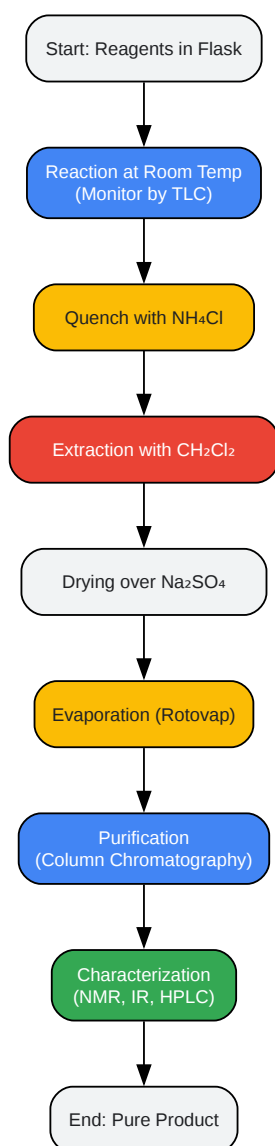 Start: Reagents in Flask
Reaction at Room Temp
(Monitor by TLC)
Quench with NH₄Cl
Extraction with CH₂Cl₂
Drying over Na₂SO₄
Evaporation (Rotovap)
Purification
(Column Chromatography)
Characterization
(NMR, IR, HPLC)
End: Pure Product